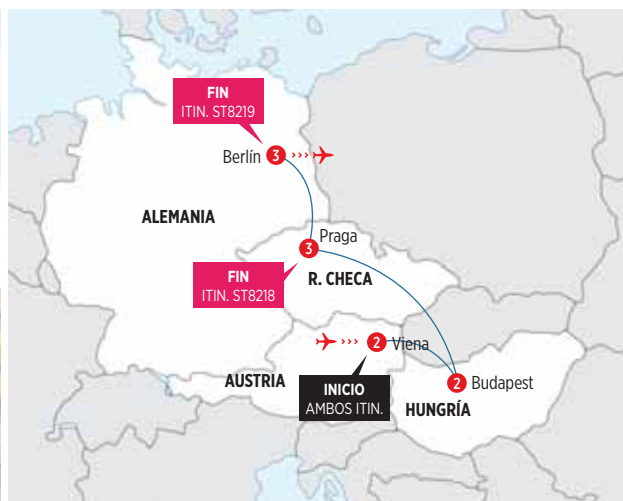 FIN
ITIN. ST8219
Berlín 3
ALEMANIA
Praga
3
FIN
ITIN. ST8218
R. CHECA
2 Viena
AUSTRIA
INICIO
AMBOS ITIN.
2 Budapest
HUNGRÍA